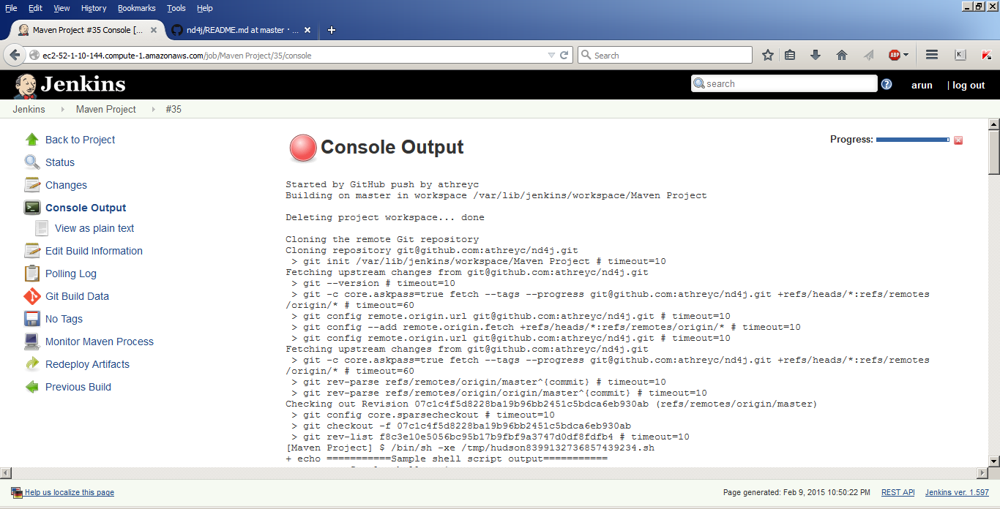 File Edit View History Bookmarks Tools Help
Maven Project #35 Console [...
nd4j/README.md at master · ...
ec2-52-1-10-144.compute-1.amazonaws.com/job/Maven Project/35/console
Search
ABP
K
Jenkins
search
arun
| log out
Jenkins
Maven Project
#35
Back to Project
Status
Changes
Console Output
View as plain text
Edit Build Information
Polling Log
Git Build Data
No Tags
Monitor Maven Process
Redeploy Artifacts
Previous Build
Console Output
Progress:
Started by GitHub push by athreyc
Building on master in workspace /var/lib/jenkins/workspace/Maven Project
Deleting project workspace... done
Cloning the remote Git repository
Cloning repository git@github.com:athreyc/nd4j.git
> git init /var/lib/jenkins/workspace/Maven Project # timeout=10
Fetching upstream changes from git@github.com:athreyc/nd4j.git
> git --version # timeout=10
> git -c core.askpass=true fetch --tags --progress git@github.com:athreyc/nd4j.git +refs/heads/*:refs/remotes
/origin/* # timeout=60
> git config remote.origin.url git@github.com:athreyc/nd4j.git # timeout=10
> git config --add remote.origin.fetch +refs/heads/*:refs/remotes/origin/* # timeout=10
> git config remote.origin.url git@github.com:athreyc/nd4j.git # timeout=10
Fetching upstream changes from git@github.com:athreyc/nd4j.git
> git -c core.askpass=true fetch --tags --progress git@github.com:athreyc/nd4j.git +refs/heads/*:refs/remotes
/origin/* # timeout=60
> git rev-parse refs/remotes/origin/master^{commit} # timeout=10
> git rev-parse refs/remotes/origin/origin/master^{commit} # timeout=10
Checking out Revision 07c1c4f5d8228ba19b96bb2451c5bdca6eb930ab (refs/remotes/origin/master)
> git config core.sparsecheckout # timeout=10
> git checkout -f 07c1c4f5d8228ba19b96bb2451c5bdca6eb930ab
> git rev-list f8c3e10e5056bc95b17b9fbf9a3747d0df8fdfb4 # timeout=10
[Maven Project] $ /bin/sh -xe /tmp/hudson8399132736857439234.sh
+ echo ===========Sample shell script output===========
Help us localize this page
Page generated: Feb 9, 2015 10:50:22 PM
REST API
Jenkins ver. 1.597